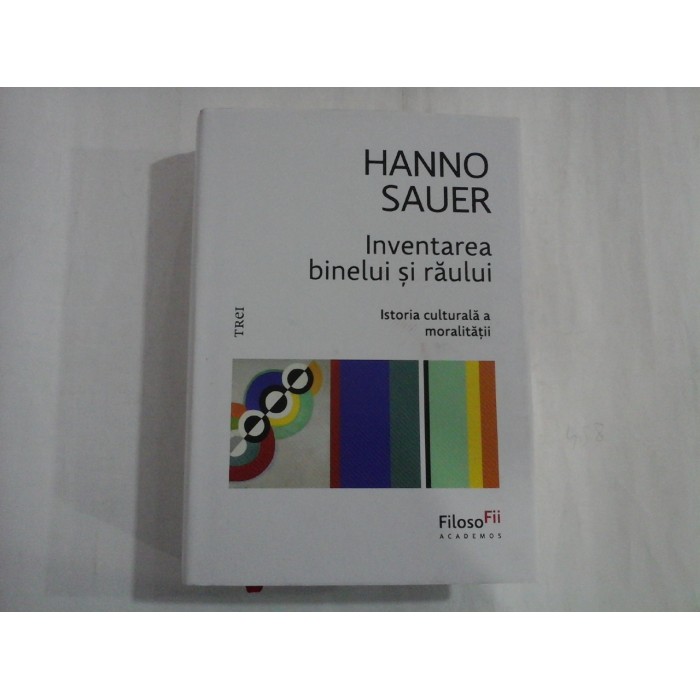 HANNO
SAUER
Inventarea
binelui și răului
Istoria culturală a
moralității
TREI
FilosoFii
ACADEMOS